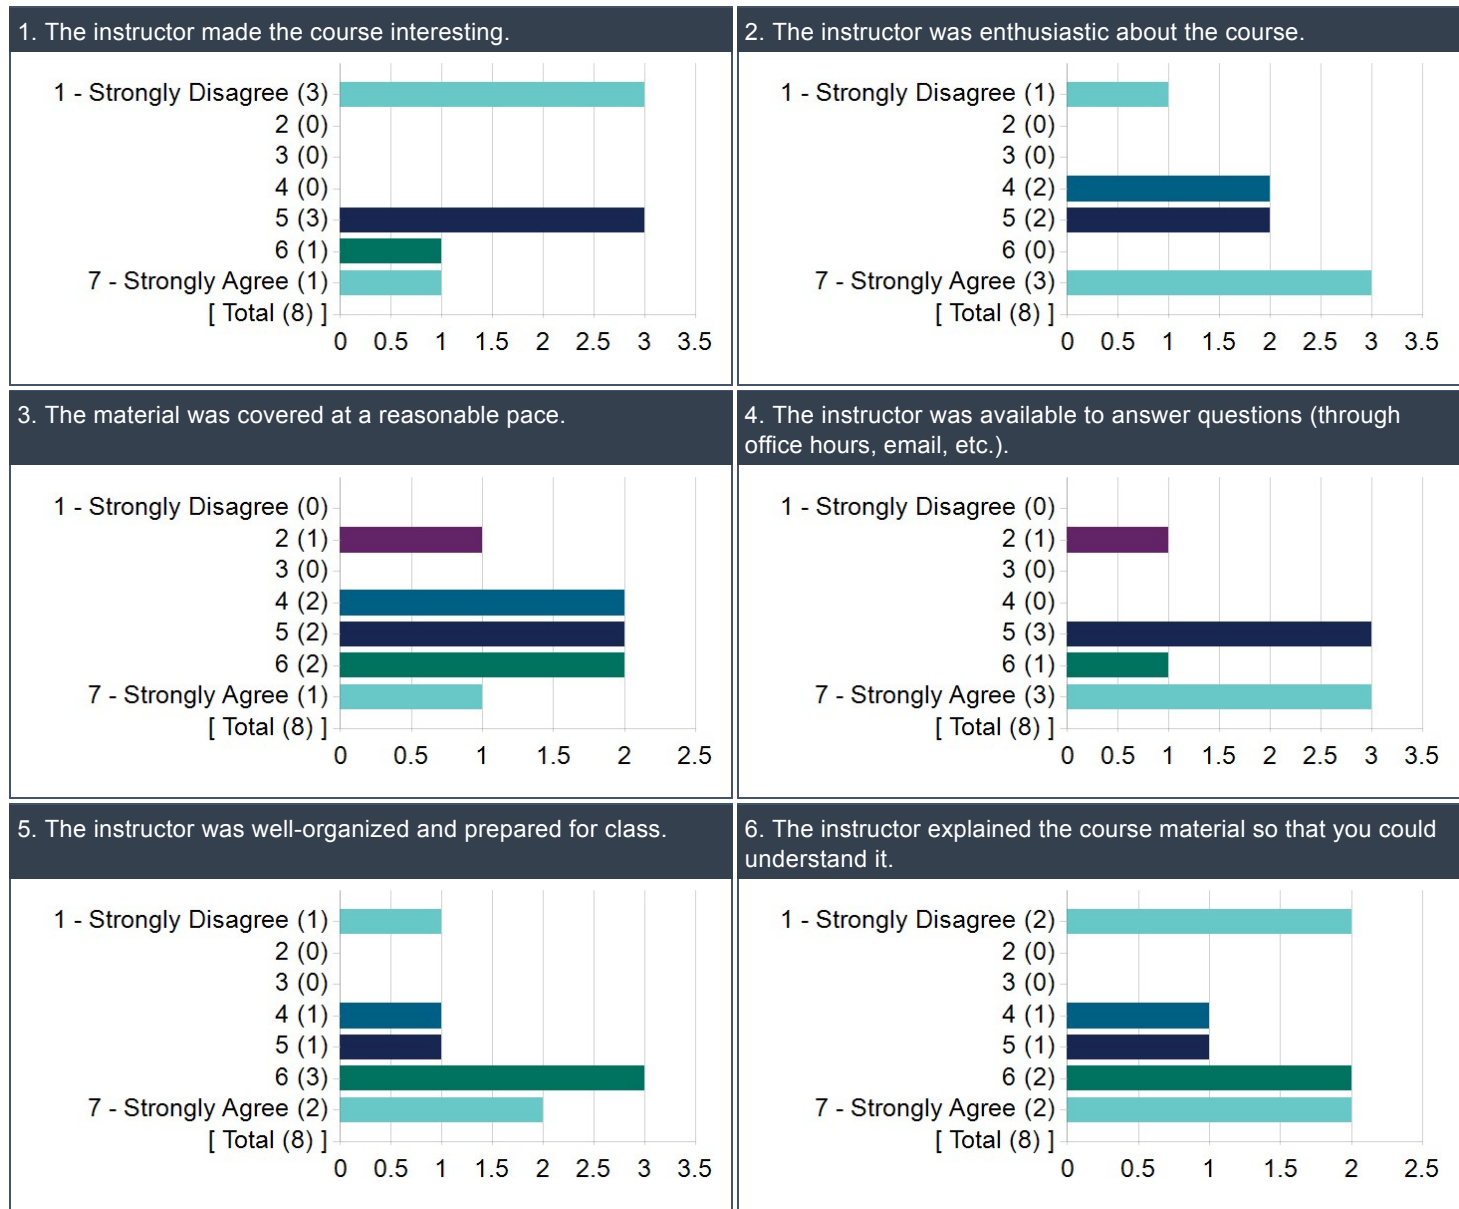 1. The instructor made the course interesting.
1 - Strongly Disagree (3)
2 (0)
3 (0)
4 (0)
5 (3)
6 (1)
7 - Strongly Agree (1)
[ Total (8) ]
0 0.5 1 1.5 2 2.5 3 3.5
2. The instructor was enthusiastic about the course.
1 - Strongly Disagree (1)
2 (0)
3 (0)
4 (2)
5 (2)
6 (0)
7 - Strongly Agree (3)
[ Total (8) ]
0 0.5 1 1.5 2 2.5 3 3.5
3. The material was covered at a reasonable pace.
1 - Strongly Disagree (0)
2 (1)
3 (0)
4 (2)
5 (2)
6 (2)
7 - Strongly Agree (1)
[ Total (8) ]
0 0.5 1 1.5 2 2.5
4. The instructor was available to answer questions (through
office hours, email, etc.).
1 - Strongly Disagree (0)
2 (1)
3 (0)
4 (0)
5 (3)
6 (1)
7 - Strongly Agree (3)
[ Total (8) ]
0 0.5 1 1.5 2 2.5 3 3.5
5. The instructor was well-organized and prepared for class.
1 - Strongly Disagree (1)
2 (0)
3 (0)
4 (1)
5 (1)
6 (3)
7 - Strongly Agree (2)
[ Total (8) ]
0 0.5 1 1.5 2 2.5 3 3.5
6. The instructor explained the course material so that you could
understand it.
1 - Strongly Disagree (2)
2 (0)
3 (0)
4 (1)
5 (1)
6 (2)
7 - Strongly Agree (2)
[ Total (8) ]
0 0.5 1 1.5 2 2.5